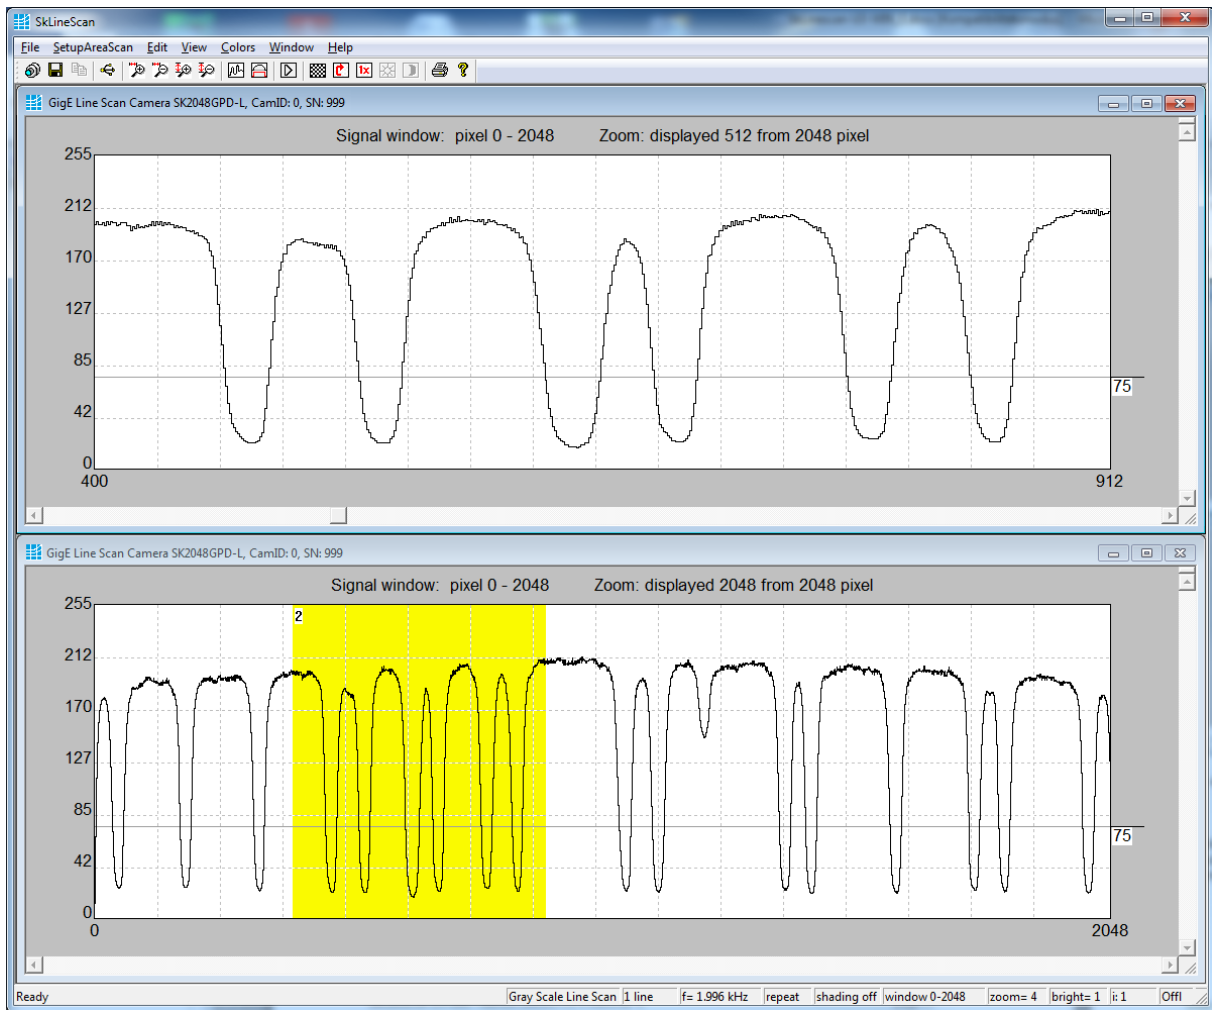 SkLineScan
File SetupAreaScan Edit View Colors Window Help
1x
GigE Line Scan Camera SK2048GPD-L, CamID: 0, SN: 999
Signal window: pixel 0 - 2048 Zoom: displayed 512 from 2048 pixel
255
212
170
127
85
75
42
0
400 912
GigE Line Scan Camera SK2048GPD-L, CamID: 0, SN: 999
Signal window: pixel 0 - 2048 Zoom: displayed 2048 from 2048 pixel
255
2
212
170
127
85
75
42
0
0 2048
Ready Gray Scale Line Scan 1 line f= 1.996 kHz repeat shading off window 0-2048 zoom= 4 bright= 1 i: 1 Offl